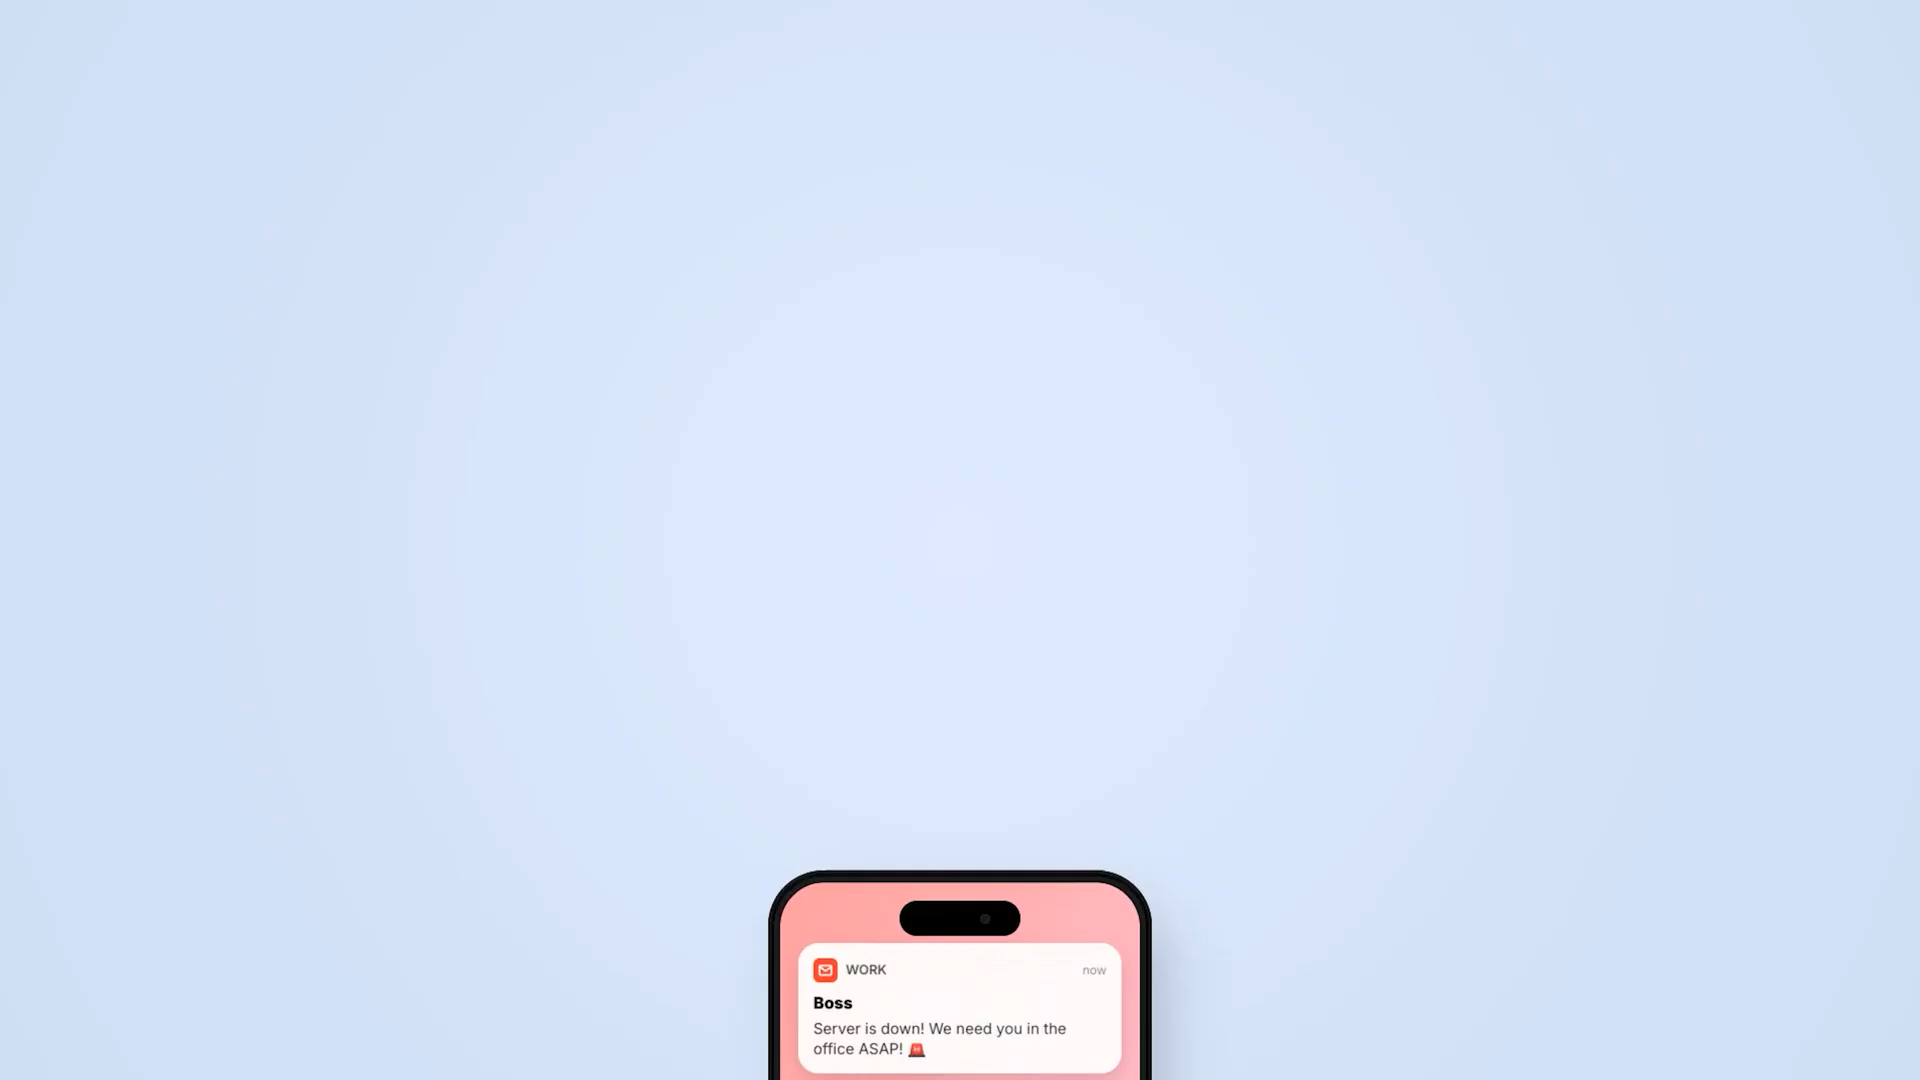 WORK now
Boss
Server is down! We need you in the
office ASAP! 🚨